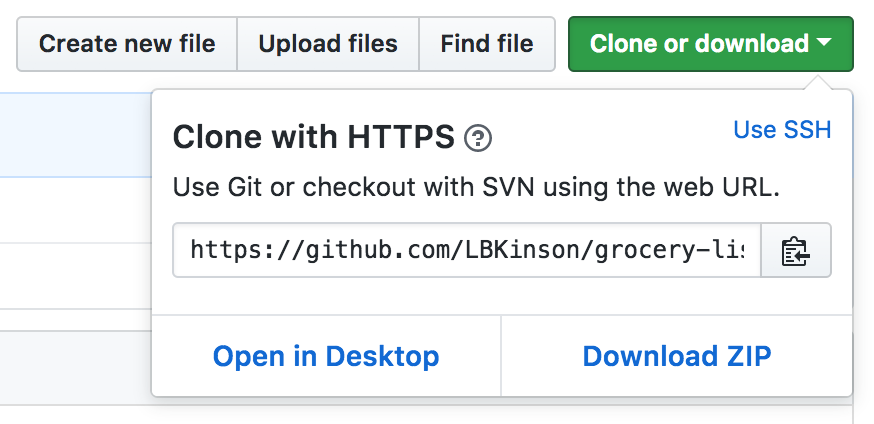 Create new file Upload files Find file Clone or download
Clone with HTTPS ? Use SSH
Use Git or checkout with SVN using the web URL.
https://github.com/LBKinson/grocery-lis
Open in Desktop Download ZIP